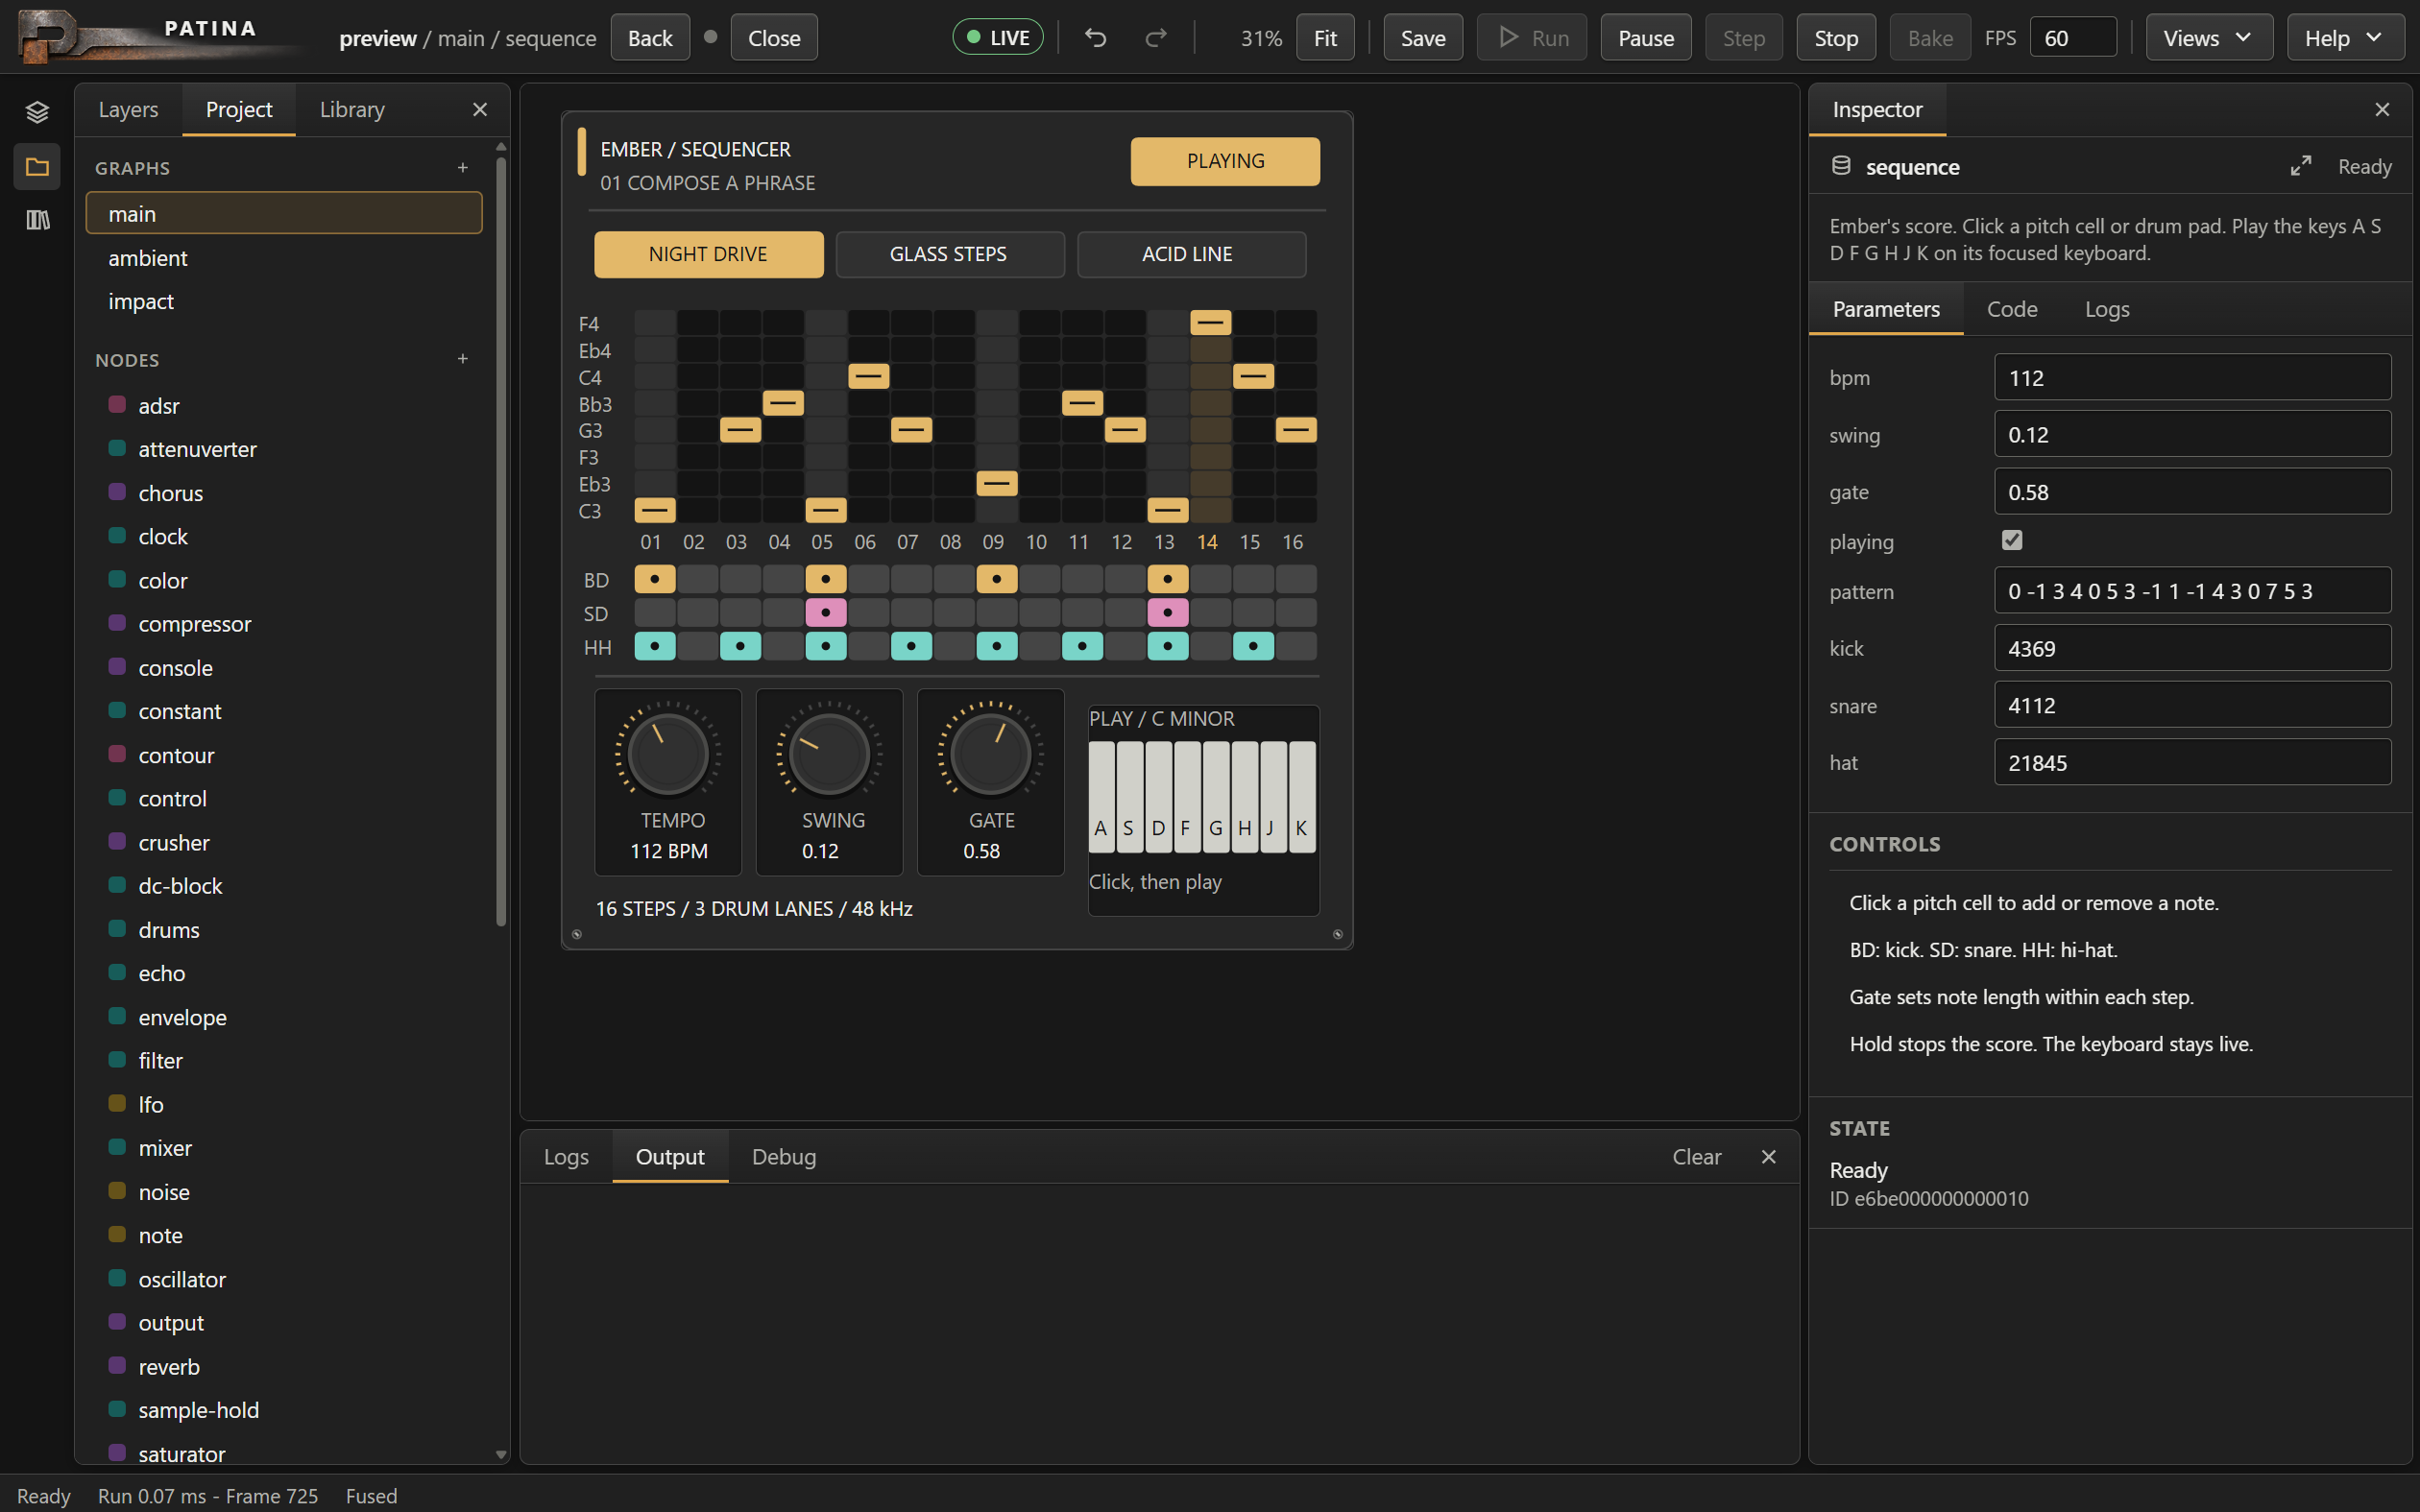 PATINA
preview / main / sequence
Back
Close
LIVE
31%
Fit
Save
Run
Pause
Step
Stop
Bake
FPS
60
Views
Help
Layers
Project
Library
GRAPHS
main
ambient
impact
NODES
adsr
attenuverter
chorus
clock
color
compressor
console
constant
contour
control
crusher
dc-block
drums
echo
envelope
filter
lfo
mixer
noise
note
oscillator
output
reverb
sample-hold
saturator
EMBER / SEQUENCER
01 COMPOSE A PHRASE
PLAYING
NIGHT DRIVE
GLASS STEPS
ACID LINE
F4
Eb4
C4
Bb3
G3
F3
Eb3
C3
01 02 03 04 05 06 07 08 09 10 11 12 13 14 15 16
BD
SD
HH
TEMPO
112 BPM
SWING
0.12
GATE
0.58
PLAY / C MINOR
A S D F G H J K
Click, then play
16 STEPS / 3 DRUM LANES / 48 kHz
Logs
Output
Debug
Clear
Inspector
sequence
Ready
Ember's score. Click a pitch cell or drum pad. Play the keys A S
D F G H J K on its focused keyboard.
Parameters
Code
Logs
bpm
112
swing
0.12
gate
0.58
playing
pattern
0 -1 3 4 0 5 3 -1 1 -1 4 3 0 7 5 3
kick
4369
snare
4112
hat
21845
CONTROLS
Click a pitch cell to add or remove a note.
BD: kick. SD: snare. HH: hi-hat.
Gate sets note length within each step.
Hold stops the score. The keyboard stays live.
STATE
Ready
ID e6be000000000010
Ready
Run 0.07 ms - Frame 725
Fused